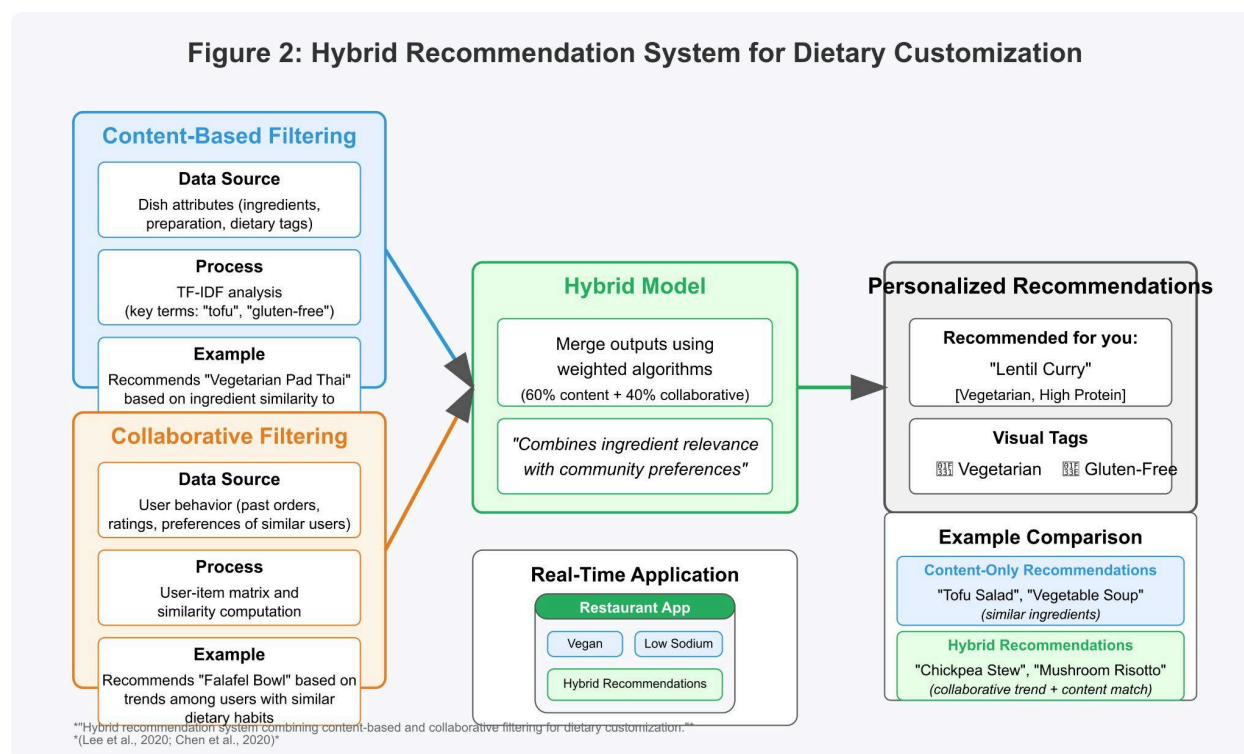 Figure 2: Hybrid Recommendation System for Dietary Customization
Content-Based Filtering
Data Source
Dish attributes (ingredients,
preparation, dietary tags)
Process
TF-IDF analysis
(key terms: "tofu", "gluten-free")
Example
Recommends "Vegetarian Pad Thai"
based on ingredient similarity to
Collaborative Filtering
Data Source
User behavior (past orders,
ratings, preferences of similar users)
Process
User-item matrix and
similarity computation
Example
Recommends "Falafel Bowl" based on
trends among users with similar
dietary habits
Hybrid Model
Merge outputs using
weighted algorithms
(60% content + 40% collaborative)
"Combines ingredient relevance
with community preferences"
Real-Time Application
Restaurant App
Vegan
Low Sodium
Hybrid Recommendations
Personalized Recommendations
Recommended for you:
"Lentil Curry"
[Vegetarian, High Protein]
Visual Tags
Vegetarian
Gluten-Free
Example Comparison
Content-Only Recommendations
"Tofu Salad", "Vegetable Soup"
(similar ingredients)
Hybrid Recommendations
"Chickpea Stew", "Mushroom Risotto"
(collaborative trend + content match)
*"Hybrid recommendation system combining content-based and collaborative filtering for dietary customization."*
*(Lee et al., 2020; Chen et al., 2020)*